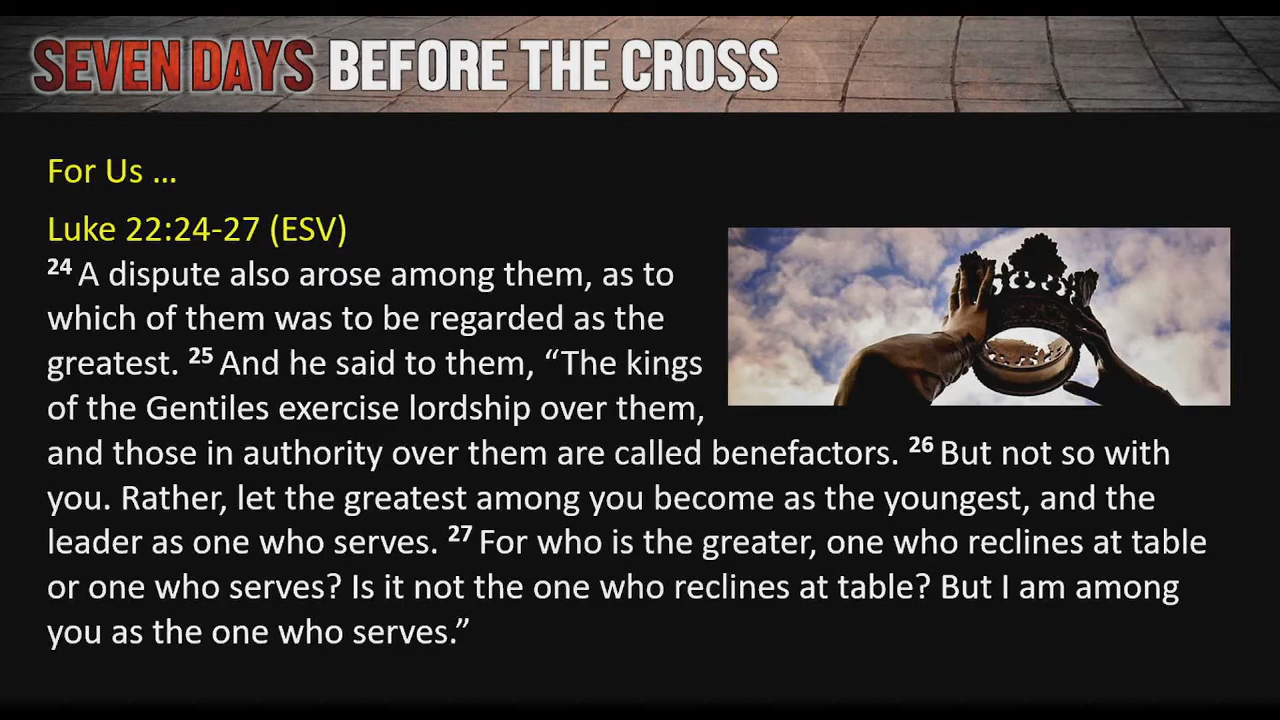 SEVEN DAYS BEFORE THE CROSS
For Us ...
Luke 22:24-27 (ESV)
24 A dispute also arose among them, as to
which of them was to be regarded as the
greatest. 25 And he said to them, “The kings
of the Gentiles exercise lordship over them,
and those in authority over them are called benefactors. 26 But not so with
you. Rather, let the greatest among you become as the youngest, and the
leader as one who serves. 27 For who is the greater, one who reclines at table
or one who serves? Is it not the one who reclines at table? But I am among
you as the one who serves.”